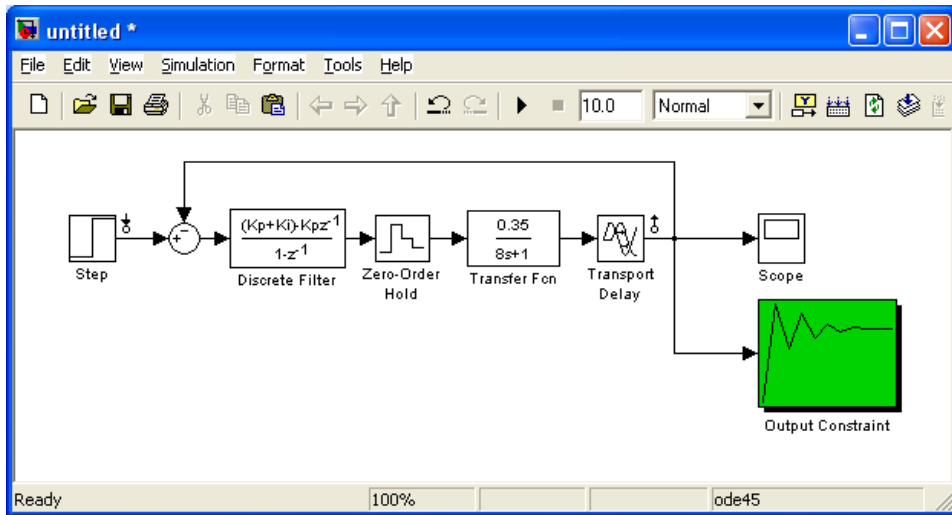 untitled *
File Edit View Simulation Format Tools Help
10.0 Normal
(Kp+Ki)-Kpz⁻¹
1-z⁻¹
0.35
8s+1
Step
Discrete Filter
Zero-Order
Hold
Transfer Fcn
Transport
Delay
Scope
Output Constraint
Ready 100% ode45